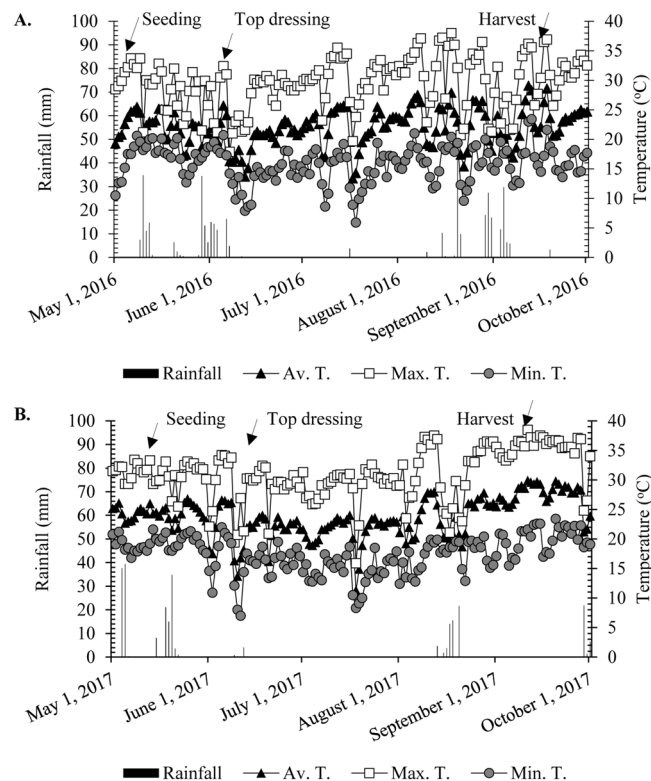 A.
Seeding
Top dressing
Harvest
100
90
80
70
60
50
40
30
20
10
0
Rainfall (mm)
40
35
30
25
20
15
10
5
0
Temperature (ºC)
May 1, 2016
June 1, 2016
July 1, 2016
August 1, 2016
September 1, 2016
October 1, 2016
Rainfall Av. T. Max. T. Min. T.
B.
Seeding
Top dressing
Harvest
100
90
80
70
60
50
40
30
20
10
0
Rainfall (mm)
40
35
30
25
20
15
10
5
0
Temperature (ºC)
May 1, 2017
June 1, 2017
July 1, 2017
August 1, 2017
September 1, 2017
October 1, 2017
Rainfall Av. T. Max. T. Min. T.